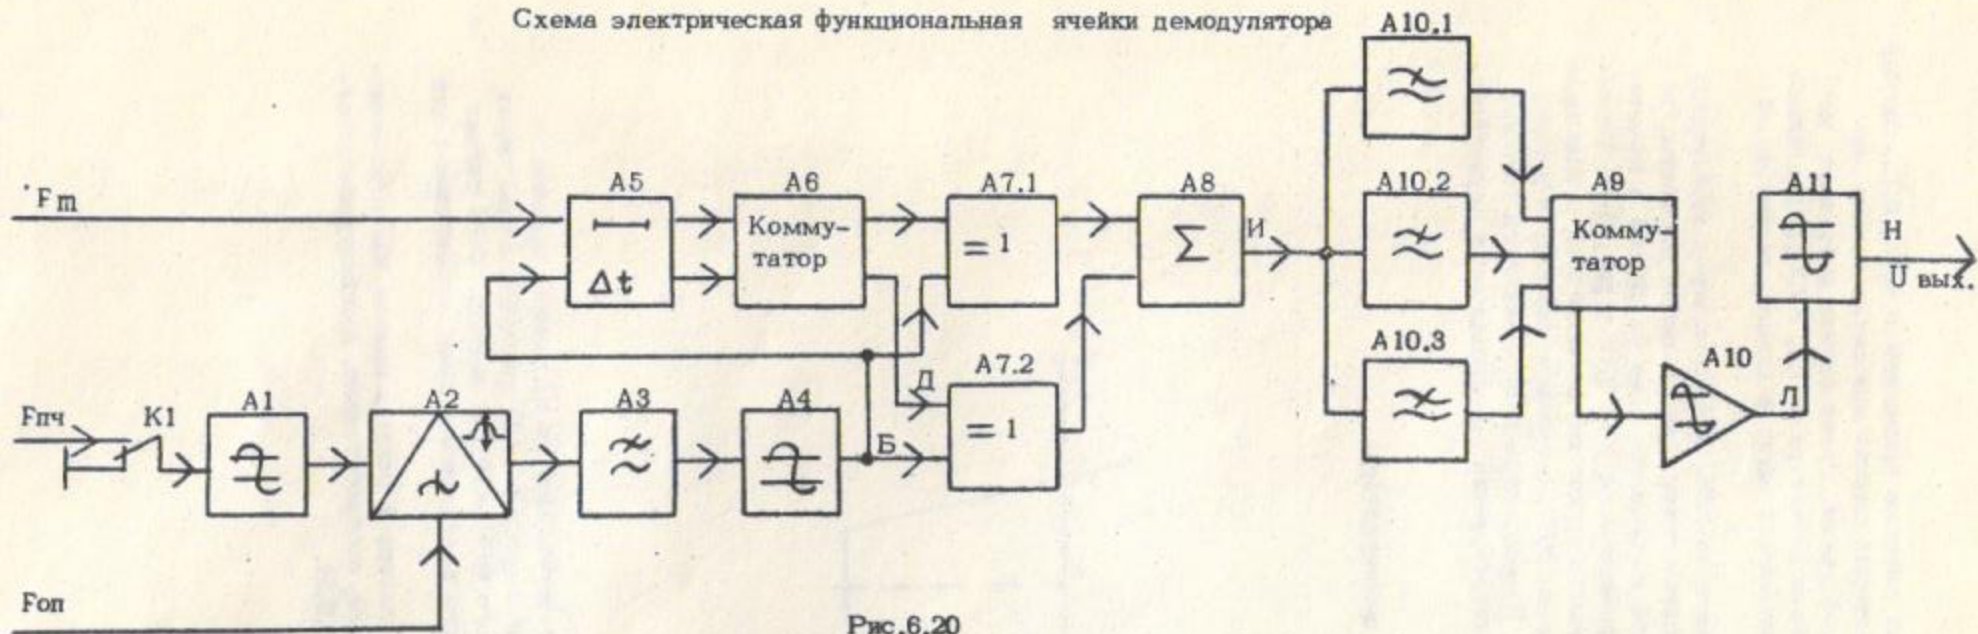 Схема электрическая функциональная ячейки демодулятора
A10.1
Fm
A5
Δt
A6
Комму-
татор
A7.1
= 1
A8
Σ
И
A10.2
A9
Комму-
татор
A11
Н
U вых.
A10.3
A10
Л
Fпч
K1
A1
A2
A3
A4
Д
Б
A7.2
= 1
Fоп
Рис.6.20